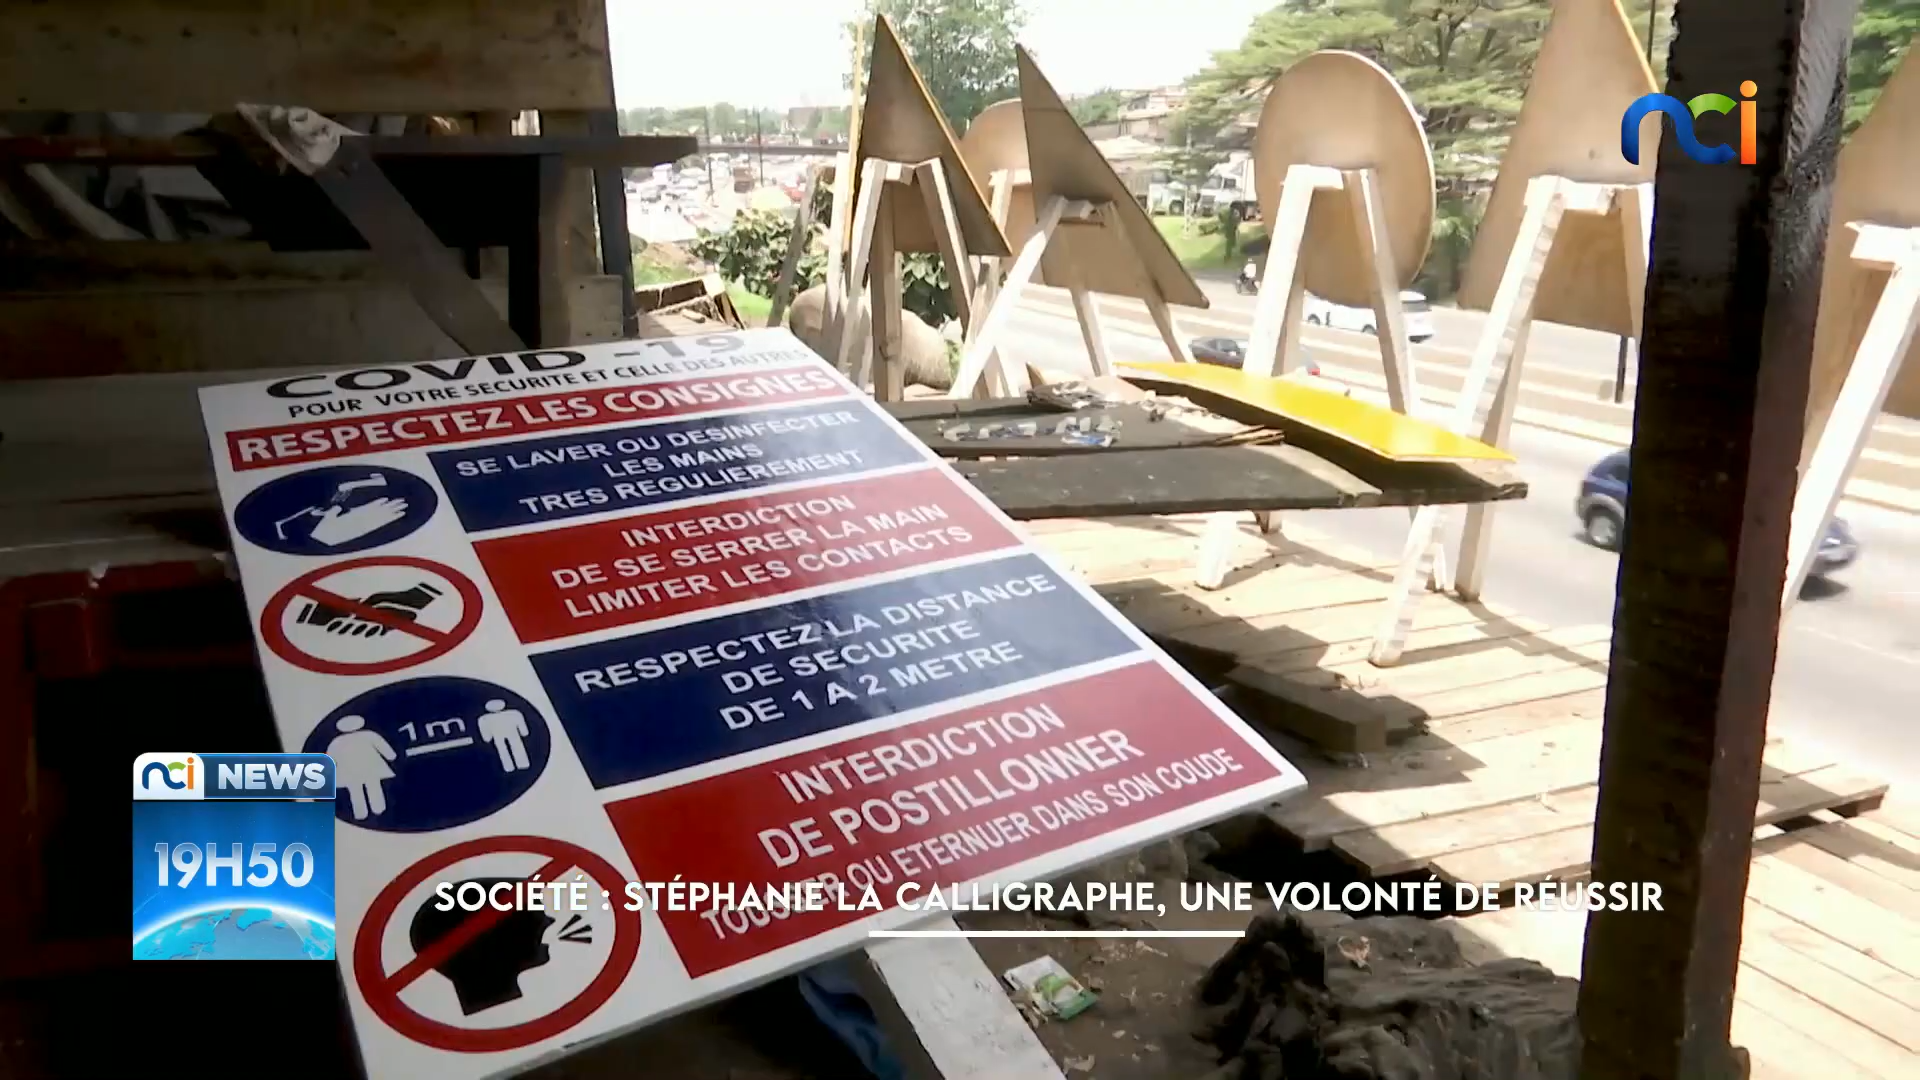 nci
COVID -19
POUR VOTRE SECURITE ET CELLE DES AUTRES
RESPECTEZ LES CONSIGNES
SE LAVER OU DESINFECTER
LES MAINS
TRES REGULIEREMENT
INTERDICTION
DE SE SERRER LA MAIN
LIMITER LES CONTACTS
1m
RESPECTEZ LA DISTANCE
DE SECURITE
DE 1 A 2 METRE
INTERDICTION
DE POSTILLONNER
TOUSSER OU ETERNUER DANS SON COUDE
nci NEWS
19H50
SOCIÉTÉ : STÉPHANIE LA CALLIGRAPHE, UNE VOLONTÉ DE RÉUSSIR